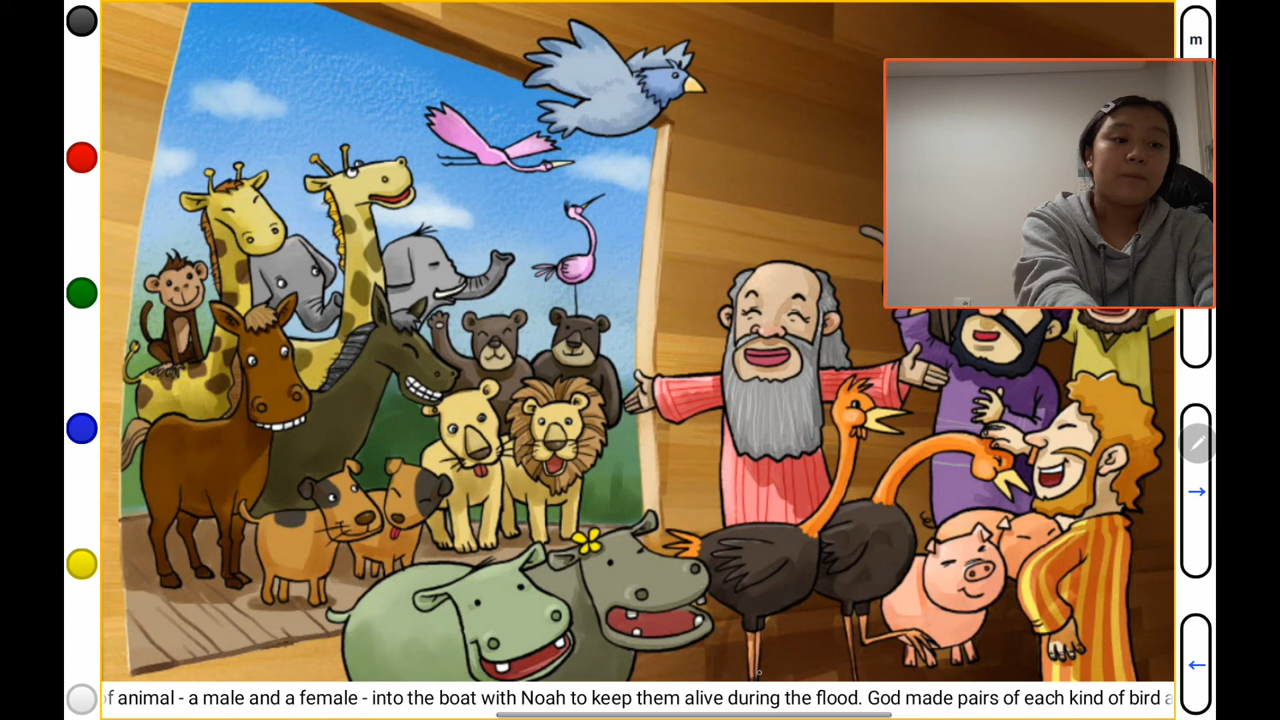 m
of animal - a male and a female - into the boat with Noah to keep them alive during the flood. God made pairs of each kind of bird